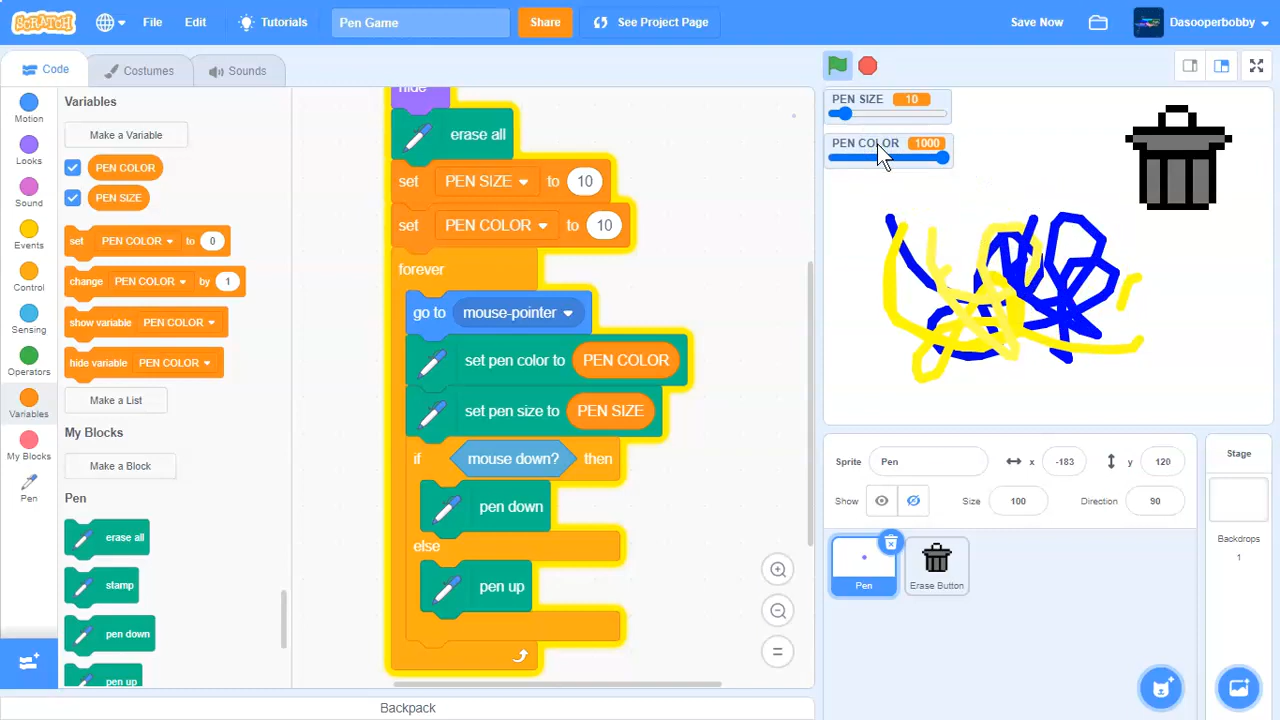 SCRATCH
File
Edit
Tutorials
Pen Game
Share
See Project Page
Save Now
Dasooperbobby
Code
Costumes
Sounds
Motion
Looks
Sound
Events
Control
Sensing
Operators
Variables
My Blocks
Pen
Variables
Make a Variable
PEN COLOR
PEN SIZE
set PEN COLOR to 0
change PEN COLOR by 1
show variable PEN COLOR
hide variable PEN COLOR
Make a List
My Blocks
Make a Block
Pen
erase all
stamp
pen down
pen up
hide
erase all
set PEN SIZE to 10
set PEN COLOR to 10
forever
go to mouse-pointer
set pen color to PEN COLOR
set pen size to PEN SIZE
if mouse down? then
pen down
else
pen up
PEN SIZE 10
PEN COLOR 1000
Sprite Pen x -183 y 120
Show Size 100 Direction 90
Pen
Erase Button
Stage
Backdrops
1
Backpack